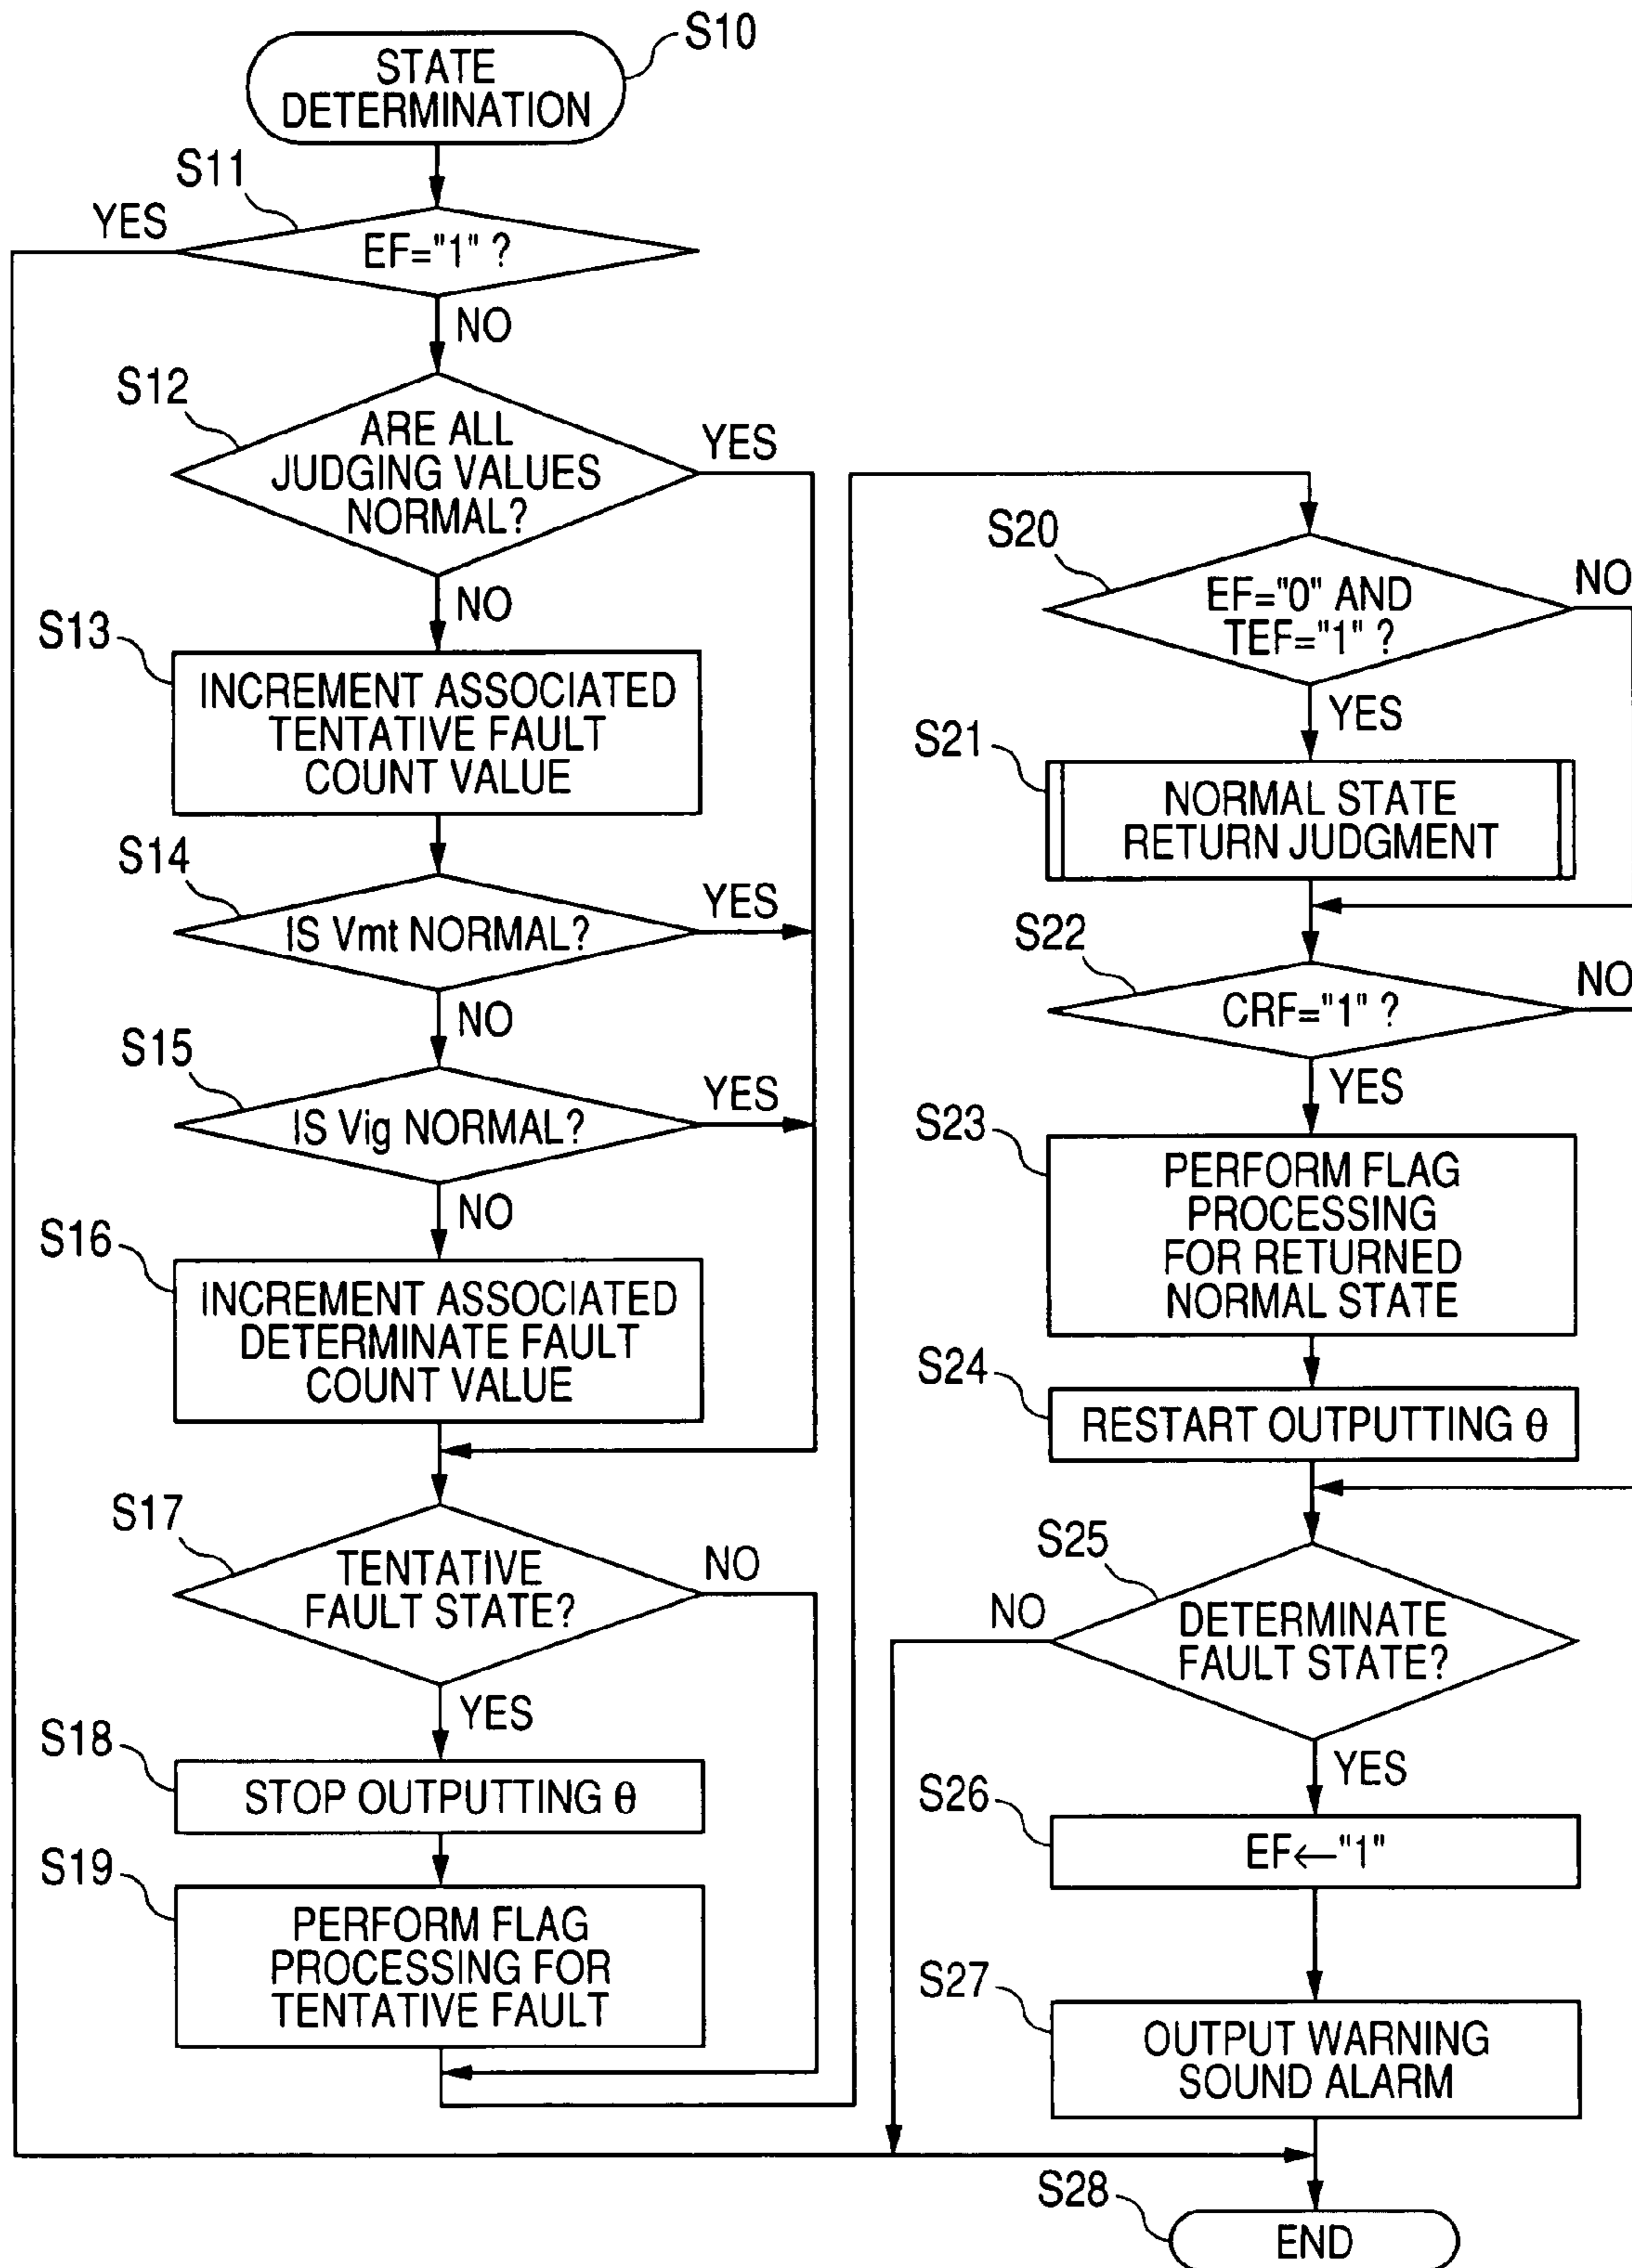 S10
STATE
DETERMINATION
S11
YES
EF="1" ?
NO
S12
ARE ALL
JUDGING VALUES
NORMAL?
YES
NO
S13
INCREMENT ASSOCIATED
TENTATIVE FAULT
COUNT VALUE
S14
IS Vmt NORMAL?
YES
NO
S15
IS Vig NORMAL?
YES
NO
S16
INCREMENT ASSOCIATED
DETERMINATE FAULT
COUNT VALUE
S17
TENTATIVE
FAULT STATE?
NO
YES
S18
STOP OUTPUTTING θ
S19
PERFORM FLAG
PROCESSING FOR
TENTATIVE FAULT
S20
EF="0" AND
TEF="1" ?
NO
YES
S21
NORMAL STATE
RETURN JUDGMENT
S22
CRF="1" ?
NO
YES
S23
PERFORM FLAG
PROCESSING
FOR RETURNED
NORMAL STATE
S24
RESTART OUTPUTTING θ
S25
NO
DETERMINATE
FAULT STATE?
YES
S26
EF←"1"
S27
OUTPUT WARNING
SOUND ALARM
S28
END